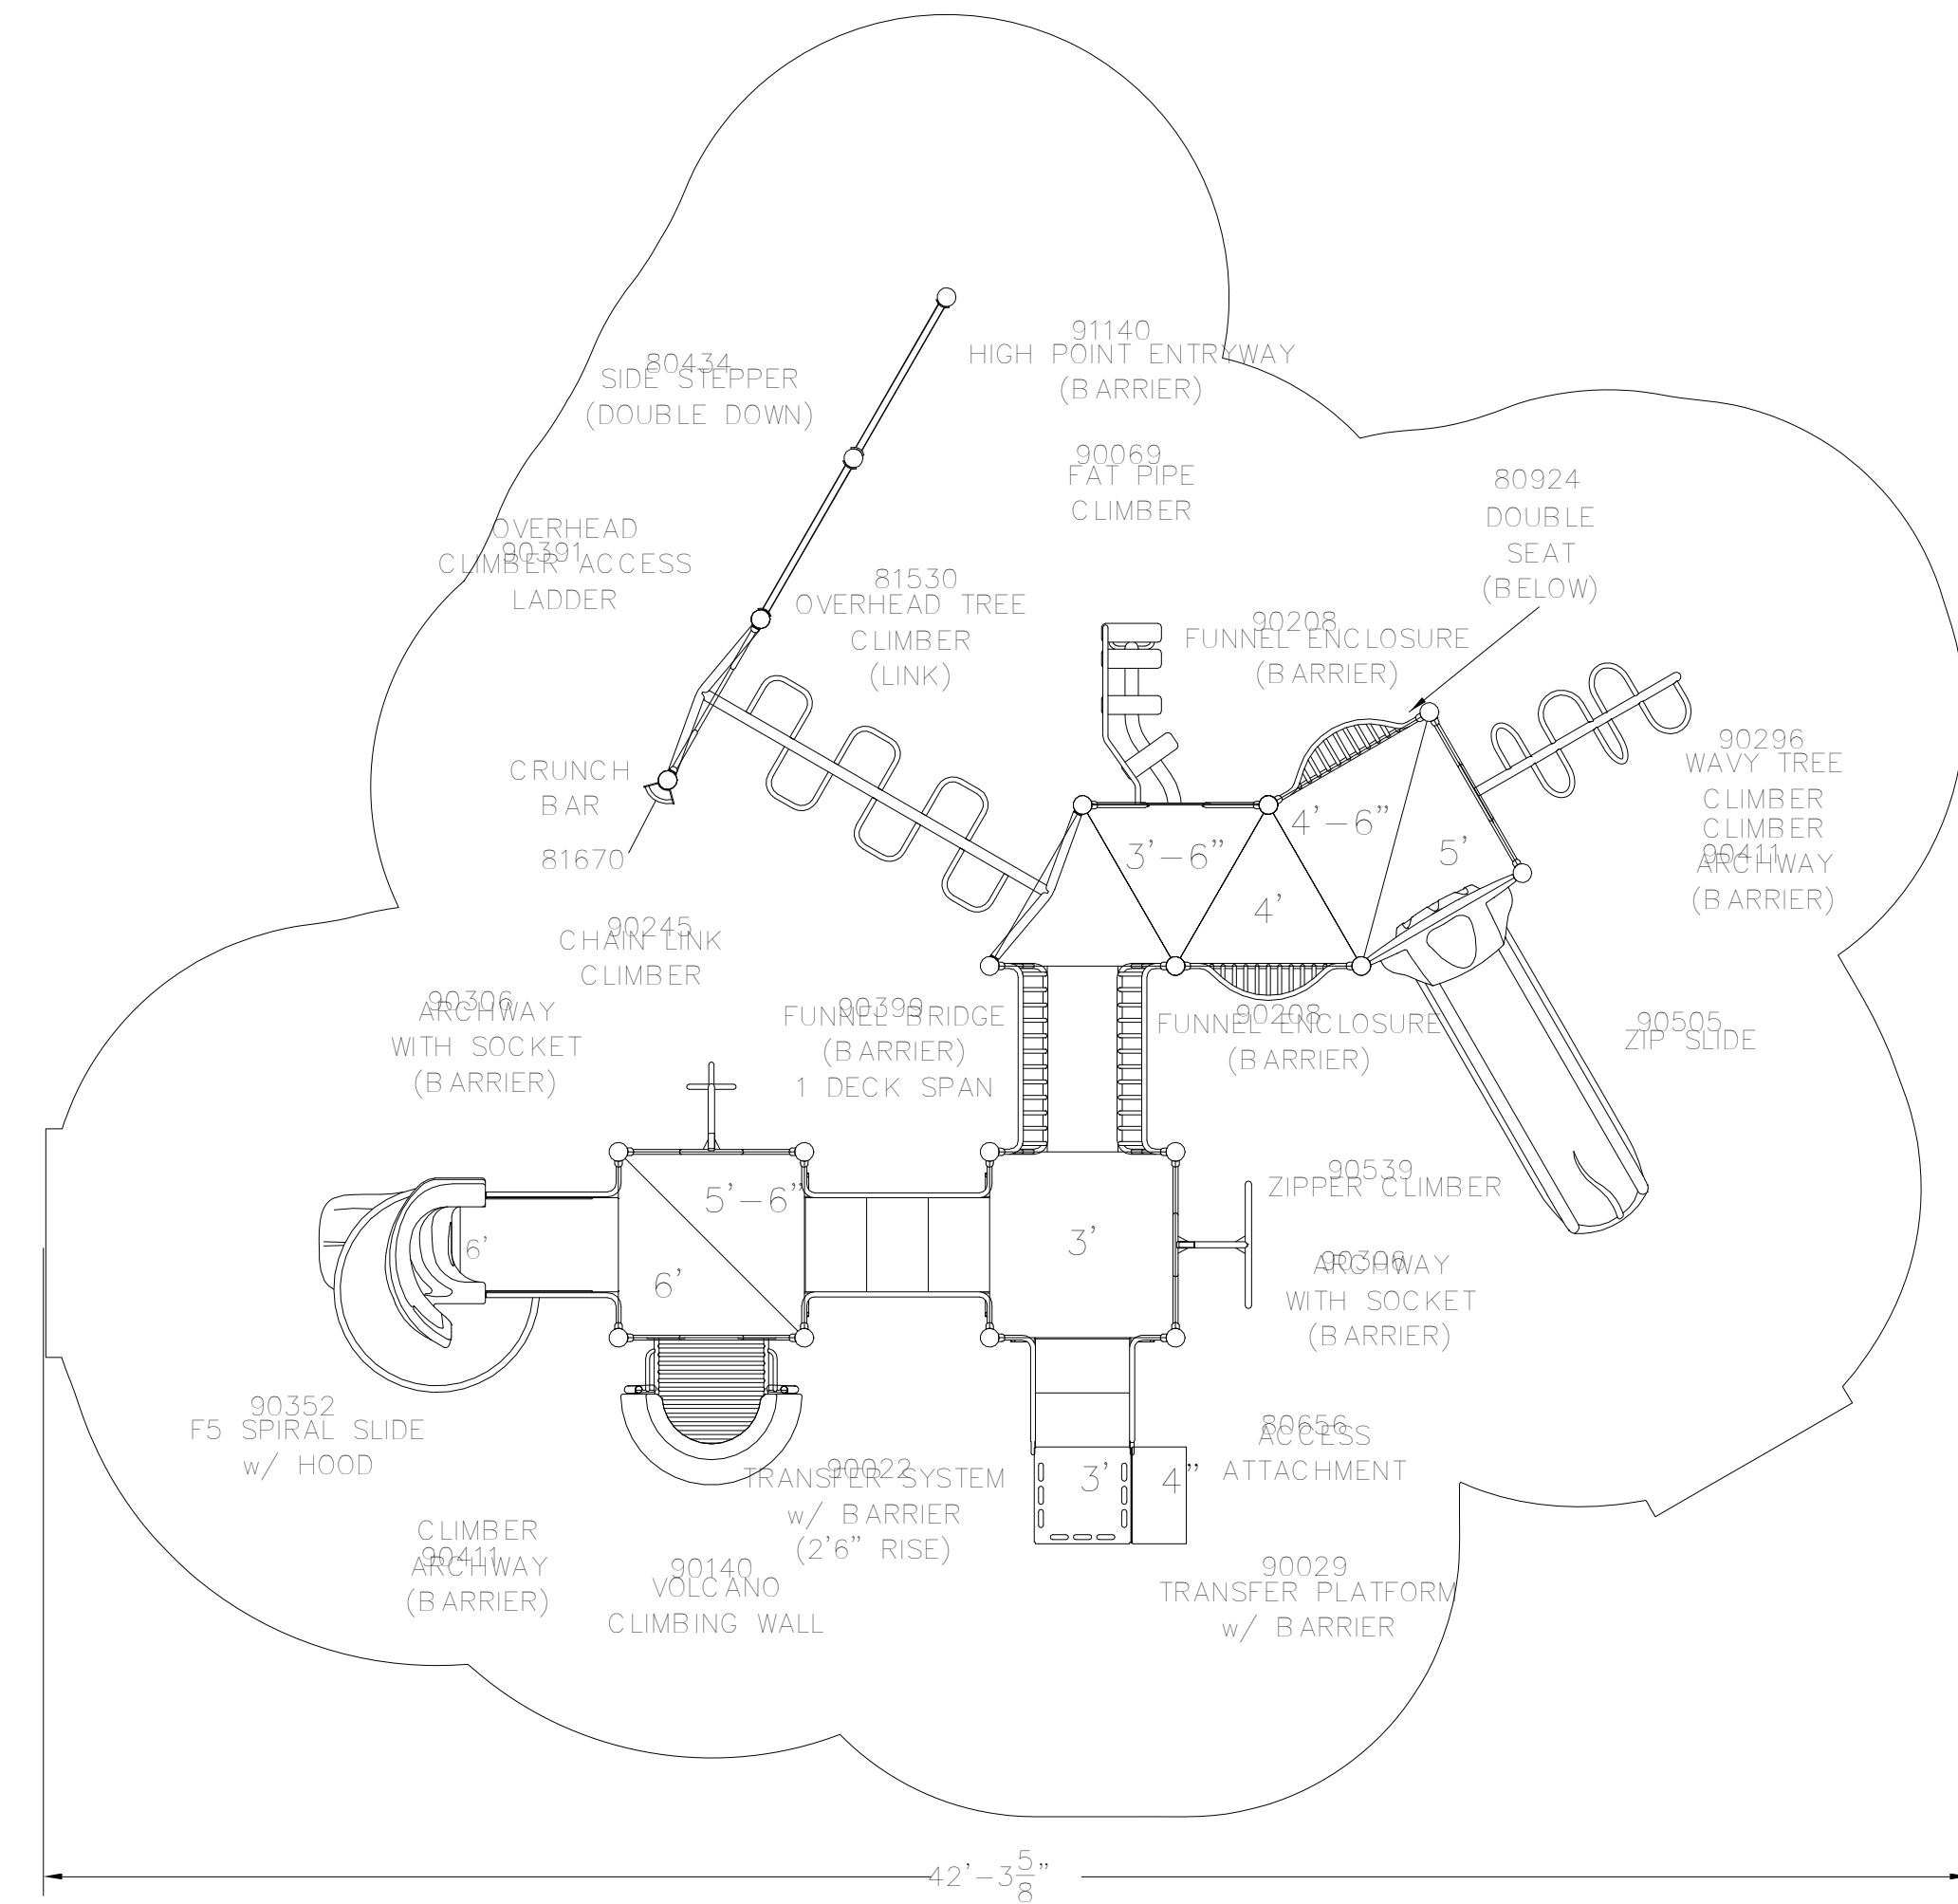 91140
HIGH POINT ENTRYWAY
(BARRIER)
80434
SIDE STEPPER
(DOUBLE DOWN)
90069
FAT PIPE
CLIMBER
80924
DOUBLE
SEAT
(BELOW)
OVERHEAD
90391
CLIMBER ACCESS
LADDER
81530
OVERHEAD TREE
CLIMBER
(LINK)
90208
FUNNEL ENCLOSURE
(BARRIER)
90296
WAVY TREE
CLIMBER
CLIMBER
90411
ARCHWAY
(BARRIER)
CRUNCH
BAR
81670
3'-6"
4'-6"
5'
4'
90245
CHAIN LINK
CLIMBER
90306
ARCHWAY
WITH SOCKET
(BARRIER)
90399
FUNNEL BRIDGE
(BARRIER)
1 DECK SPAN
90208
FUNNEL ENCLOSURE
(BARRIER)
90505
ZIP SLIDE
90539
ZIPPER CLIMBER
5'-6"
3'
6'
6'
90306
ARCHWAY
WITH SOCKET
(BARRIER)
90352
F5 SPIRAL SLIDE
w/ HOOD
80656
ACCESS
ATTACHMENT
90022
TRANSFER SYSTEM
w/ BARRIER
(2'6" RISE)
3'
4"
CLIMBER
90411
ARCHWAY
(BARRIER)
90140
VOLCANO
CLIMBING WALL
90029
TRANSFER PLATFORM
w/ BARRIER
42'-3 5/8"